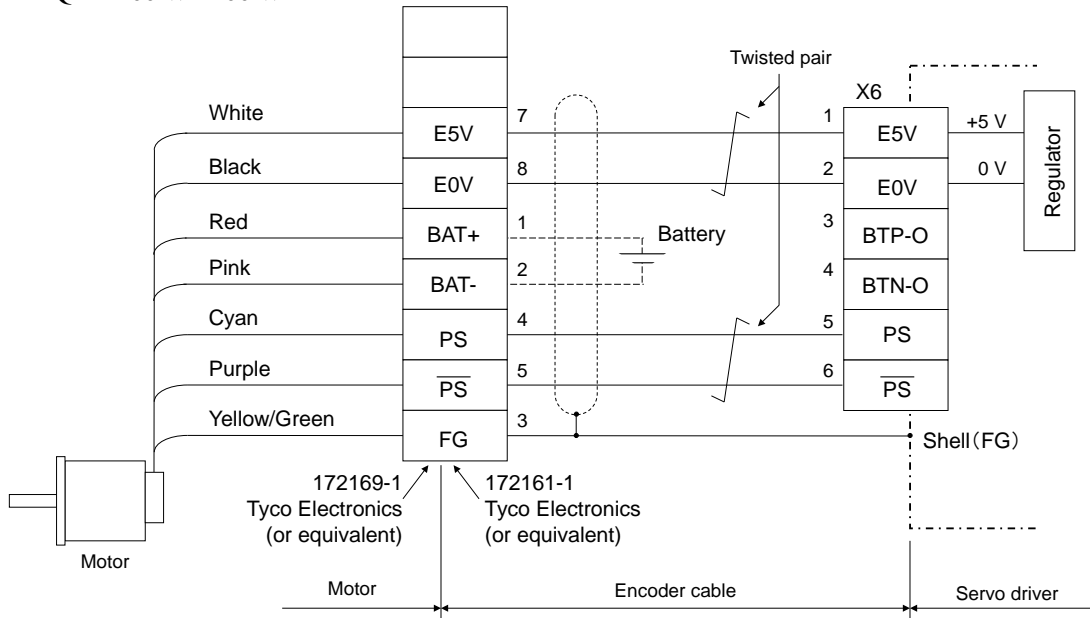 Twisted pair
X6
White
7
E5V
1
E5V
+5 V
Regulator
Black
8
E0V
2
E0V
0 V
Red
1
BAT+
Battery
3
BTP-O
Pink
2
BAT-
4
BTN-O
Cyan
4
PS
5
PS
Purple
5
PS
6
PS
Yellow/Green
3
FG
Shell(FG)
172169-1
Tyco Electronics
(or equivalent)
172161-1
Tyco Electronics
(or equivalent)
Motor
Motor
Encoder cable
Servo driver